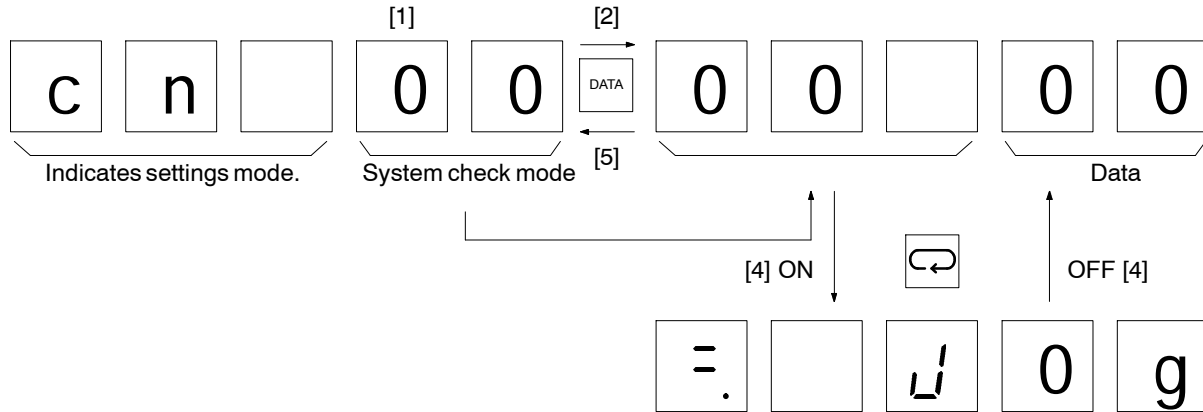 [1] [2]
c n 0 0 DATA 0 0 0 0
[5]
Indicates settings mode. System check mode Data
[4] ON OFF [4]
=. J 0 g